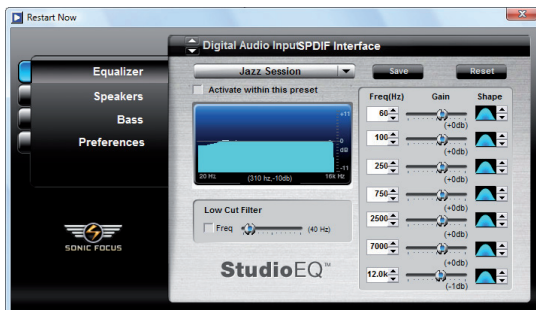 Restart Now
Digital Audio InputSPDIF Interface
Equalizer
Speakers
Bass
Preferences
SONIC FOCUS
Jazz Session
Save
Reset
Activate within this preset
+11
0
dB
-11
20 Hz
(310 hz,-10db)
16k Hz
Low Cut Filter
Freq
(40 Hz)
StudioEQ™
Freq(Hz) Gain Shape
60
(+0db)
100
(+0db)
250
(+0db)
750
(+0db)
2500
(+0db)
7000
(+0db)
12.0k
(-1db)